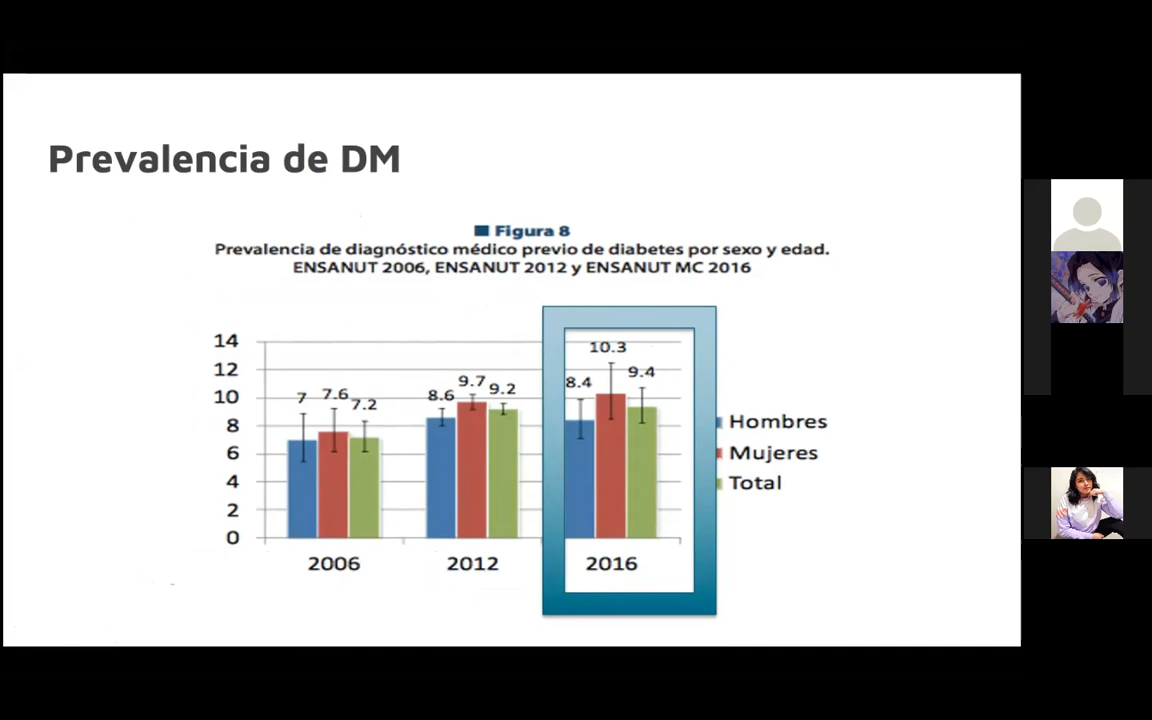 Prevalencia de DM
Figura 8
Prevalencia de diagnóstico médico previo de diabetes por sexo y edad.
ENSANUT 2006, ENSANUT 2012 y ENSANUT MC 2016
14
12
10
8
6
4
2
0
7
7.6
7.2
8.6
9.7
9.2
8.4
10.3
9.4
2006
2012
2016
Hombres
Mujeres
Total